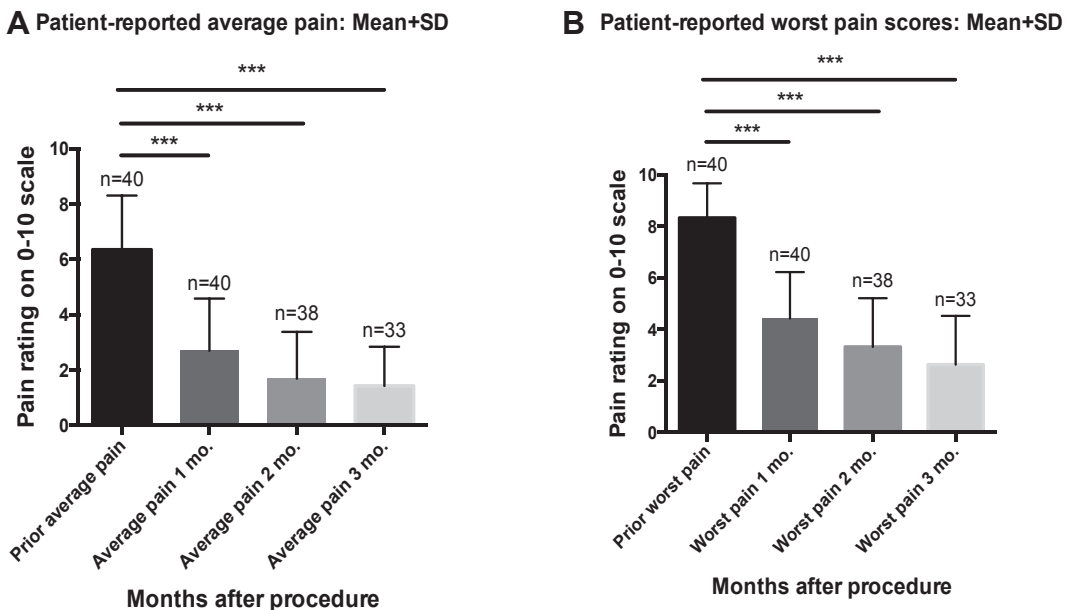 A Patient-reported average pain: Mean+SD
***
***
***
Pain rating on 0-10 scale
10
8
6
4
2
0
n=40
n=40
n=38
n=33
Prior average pain
Average pain 1 mo.
Average pain 2 mo.
Average pain 3 mo.
Months after procedure
B Patient-reported worst pain scores: Mean+SD
***
***
***
Pain rating on 0-10 scale
10
8
6
4
2
0
n=40
n=40
n=38
n=33
Prior worst pain
Worst pain 1 mo.
Worst pain 2 mo.
Worst pain 3 mo.
Months after procedure